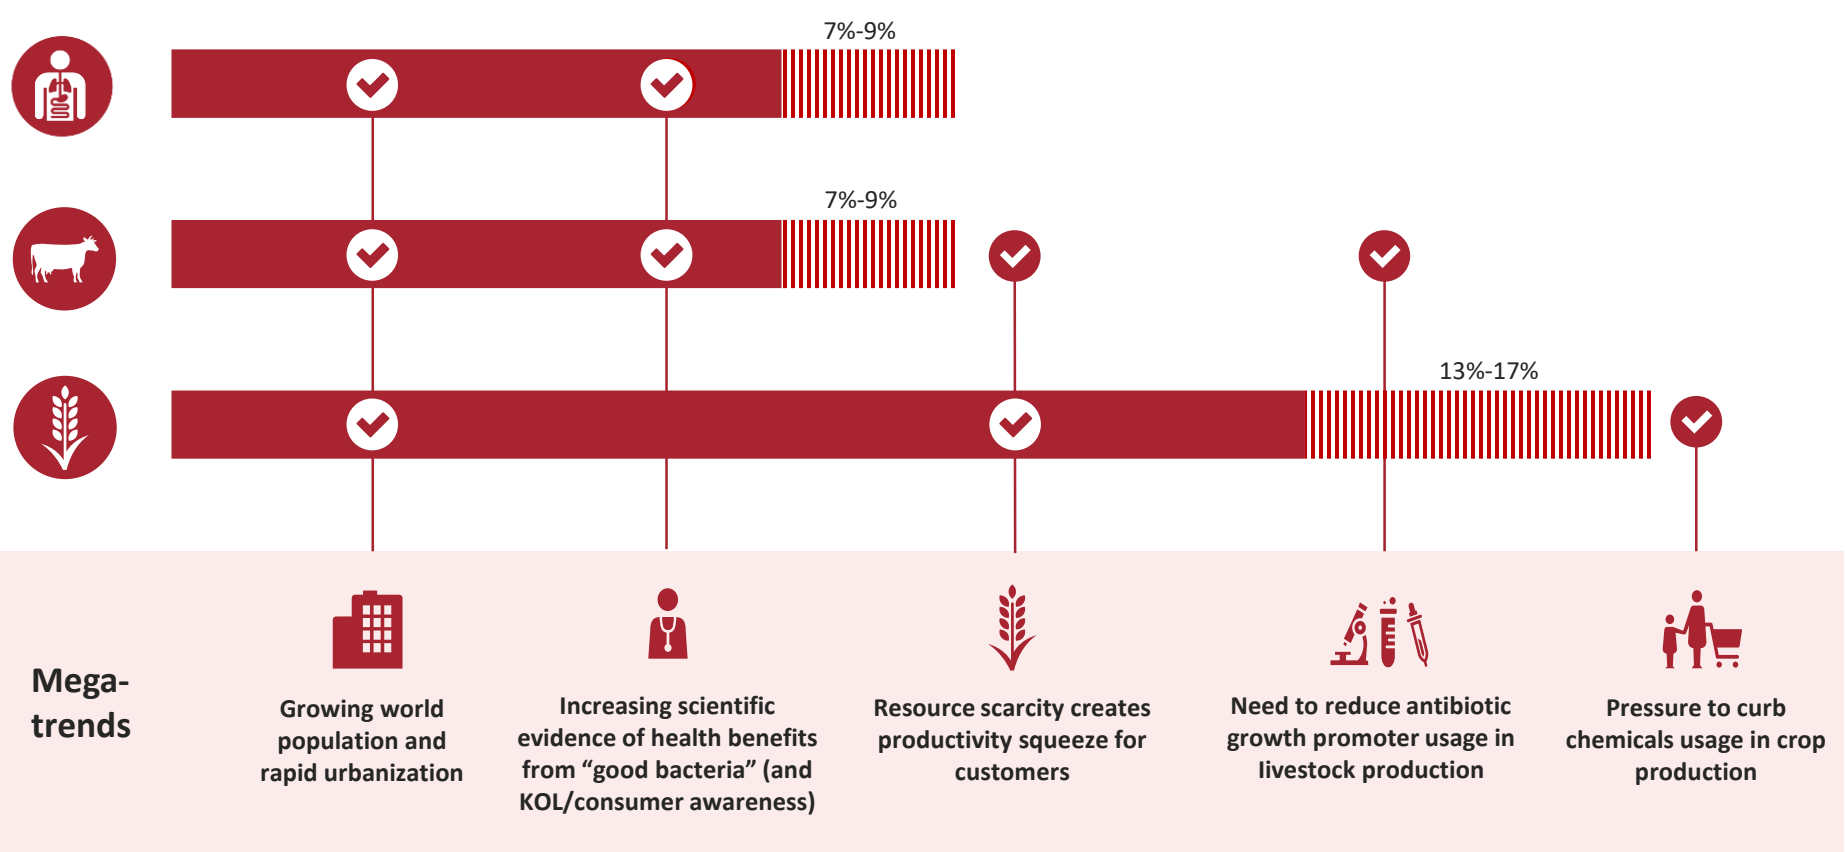 7%-9%
7%-9%
13%-17%
Mega-
trends
Growing world
population and
rapid urbanization
Increasing scientific
evidence of health benefits
from “good bacteria” (and
KOL/consumer awareness)
Resource scarcity creates
productivity squeeze for
customers
Need to reduce antibiotic
growth promoter usage in
livestock production
Pressure to curb
chemicals usage in crop
production